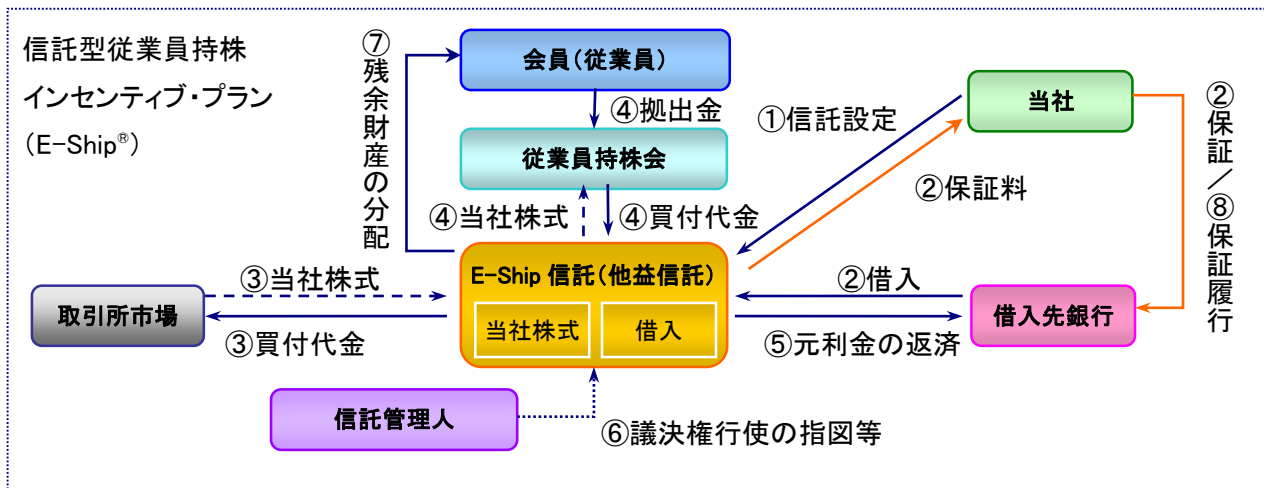 信託型従業員持株
インセンティブ・プラン
(E-Ship®)
⑦残余財産の分配
会員(従業員)
④拠出金
従業員持株会
④当社株式
④買付代金
①信託設定
②保証料
当社
②保証/⑧保証履行
E-Ship 信託(他益信託)
当社株式
借入
③当社株式
取引所市場
③買付代金
②借入
借入先銀行
⑤元利金の返済
信託管理人
⑥議決権行使の指図等